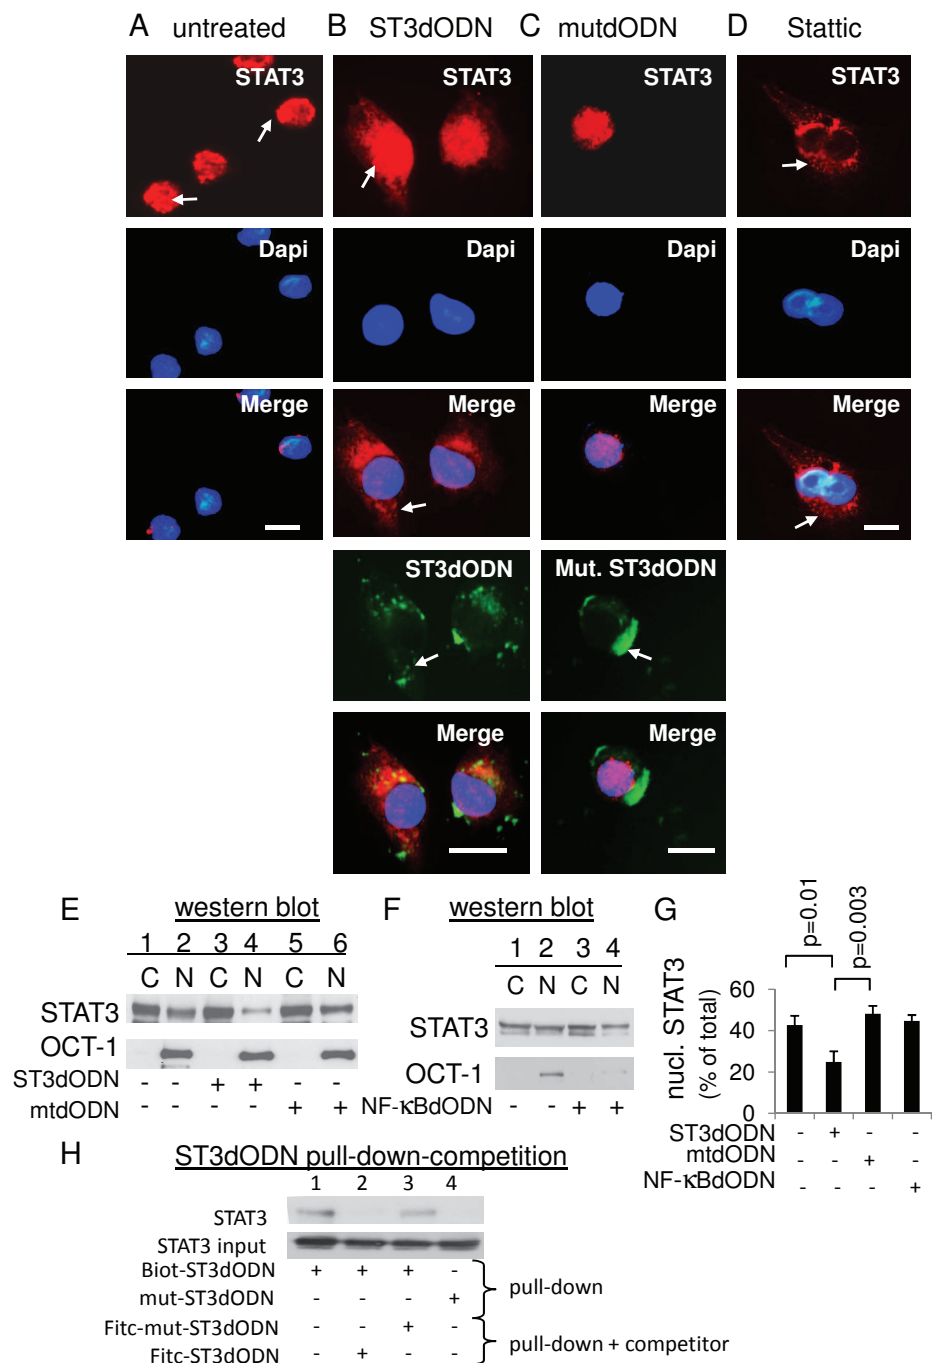 A untreated B ST3dODN C mutdODN D Stattic
STAT3 STAT3 STAT3 STAT3
Dapi Dapi Dapi Dapi
Merge Merge Merge Merge
ST3dODN Mut. ST3dODN
Merge Merge
E western blot
1 2 3 4 5 6
C N C N C N
STAT3
OCT-1
ST3dODN - - + + - -
mtdODN - - - - + +
F western blot
1 2 3 4
C N C N
STAT3
OCT-1
NF-κBdODN - - + +
G
p=0.01
p=0.003
nucl. STAT3
(% of total)
60
40
20
0
ST3dODN - + - -
mtdODN - - + -
NF-κBdODN - - - +
H ST3dODN pull-down-competition
1 2 3 4
STAT3
STAT3 input
Biot-ST3dODN + + + -
mut-ST3dODN - - - +
pull-down
Fitc-mut-ST3dODN - - + -
Fitc-ST3dODN - + - -
pull-down + competitor